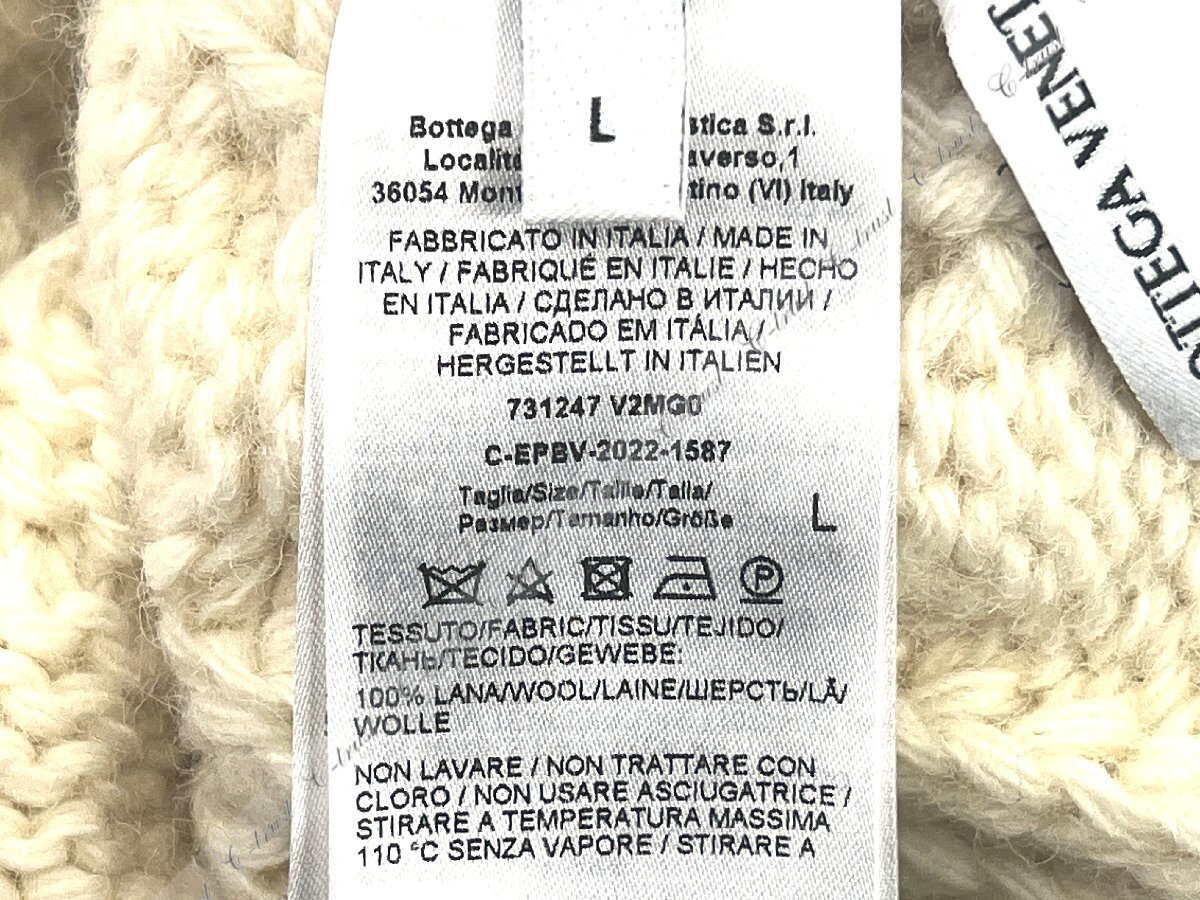 L
Bottega stica S.r.l.
Località averso,1
36054 Mont tino (VI) Italy
FABBRICATO IN ITALIA / MADE IN
ITALY / FABRIQUÉ EN ITALIE / HECHO
EN ITALIA / СДЕЛАНО В ИТАЛИИ /
FABRICADO EM ITÁLIA /
HERGESTELLT IN ITALIEN
731247 V2MG0
C-EPBV-2022-1587
Taglia/Size/Taille/Talla/
Размер/Tamanho/Größe L
P
TESSUTO/FABRIC/TISSU/TEJIDO/
ТКАНЬ/TECIDO/GEWEBE:
100% LANA/WOOL/LAINE/ШЕРСТЬ/LÃ/
WOLLE
NON LAVARE / NON TRATTARE CON
CLORO / NON USARE ASCIUGATRICE /
STIRARE A TEMPERATURA MASSIMA
110 °C SENZA VAPORE / STIRARE A
OTTEGA VENET
C-trust